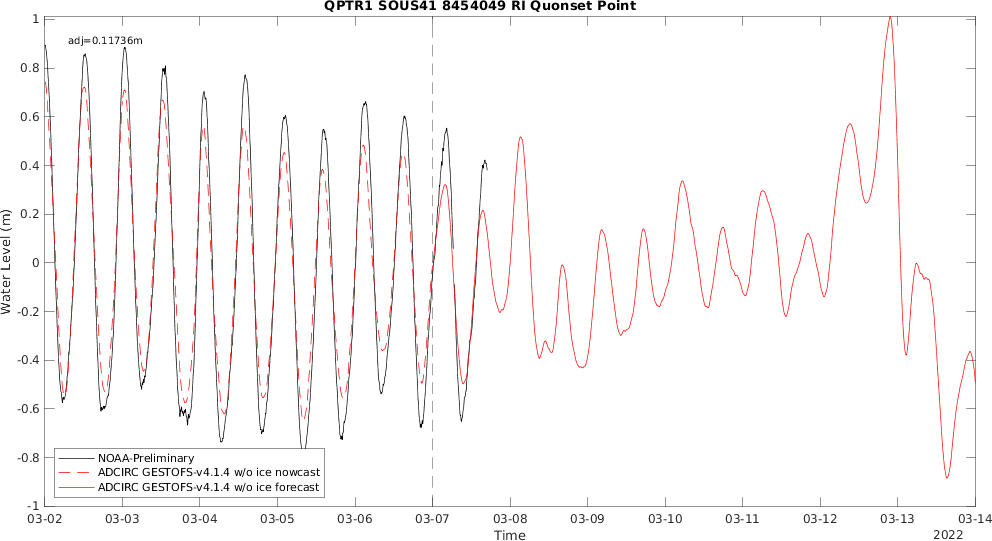 QPTR1 SOUS41 8454049 RI Quonset Point
adj=0.11736m
1
0.8
0.6
0.4
0.2
0
-0.2
-0.4
-0.6
-0.8
-1
Water Level (m)
NOAA-Preliminary
ADCIRC GESTOFS-v4.1.4 w/o ice nowcast
ADCIRC GESTOFS-v4.1.4 w/o ice forecast
03-02 03-03 03-04 03-05 03-06 03-07 03-08 03-09 03-10 03-11 03-12 03-13 03-14
Time
2022